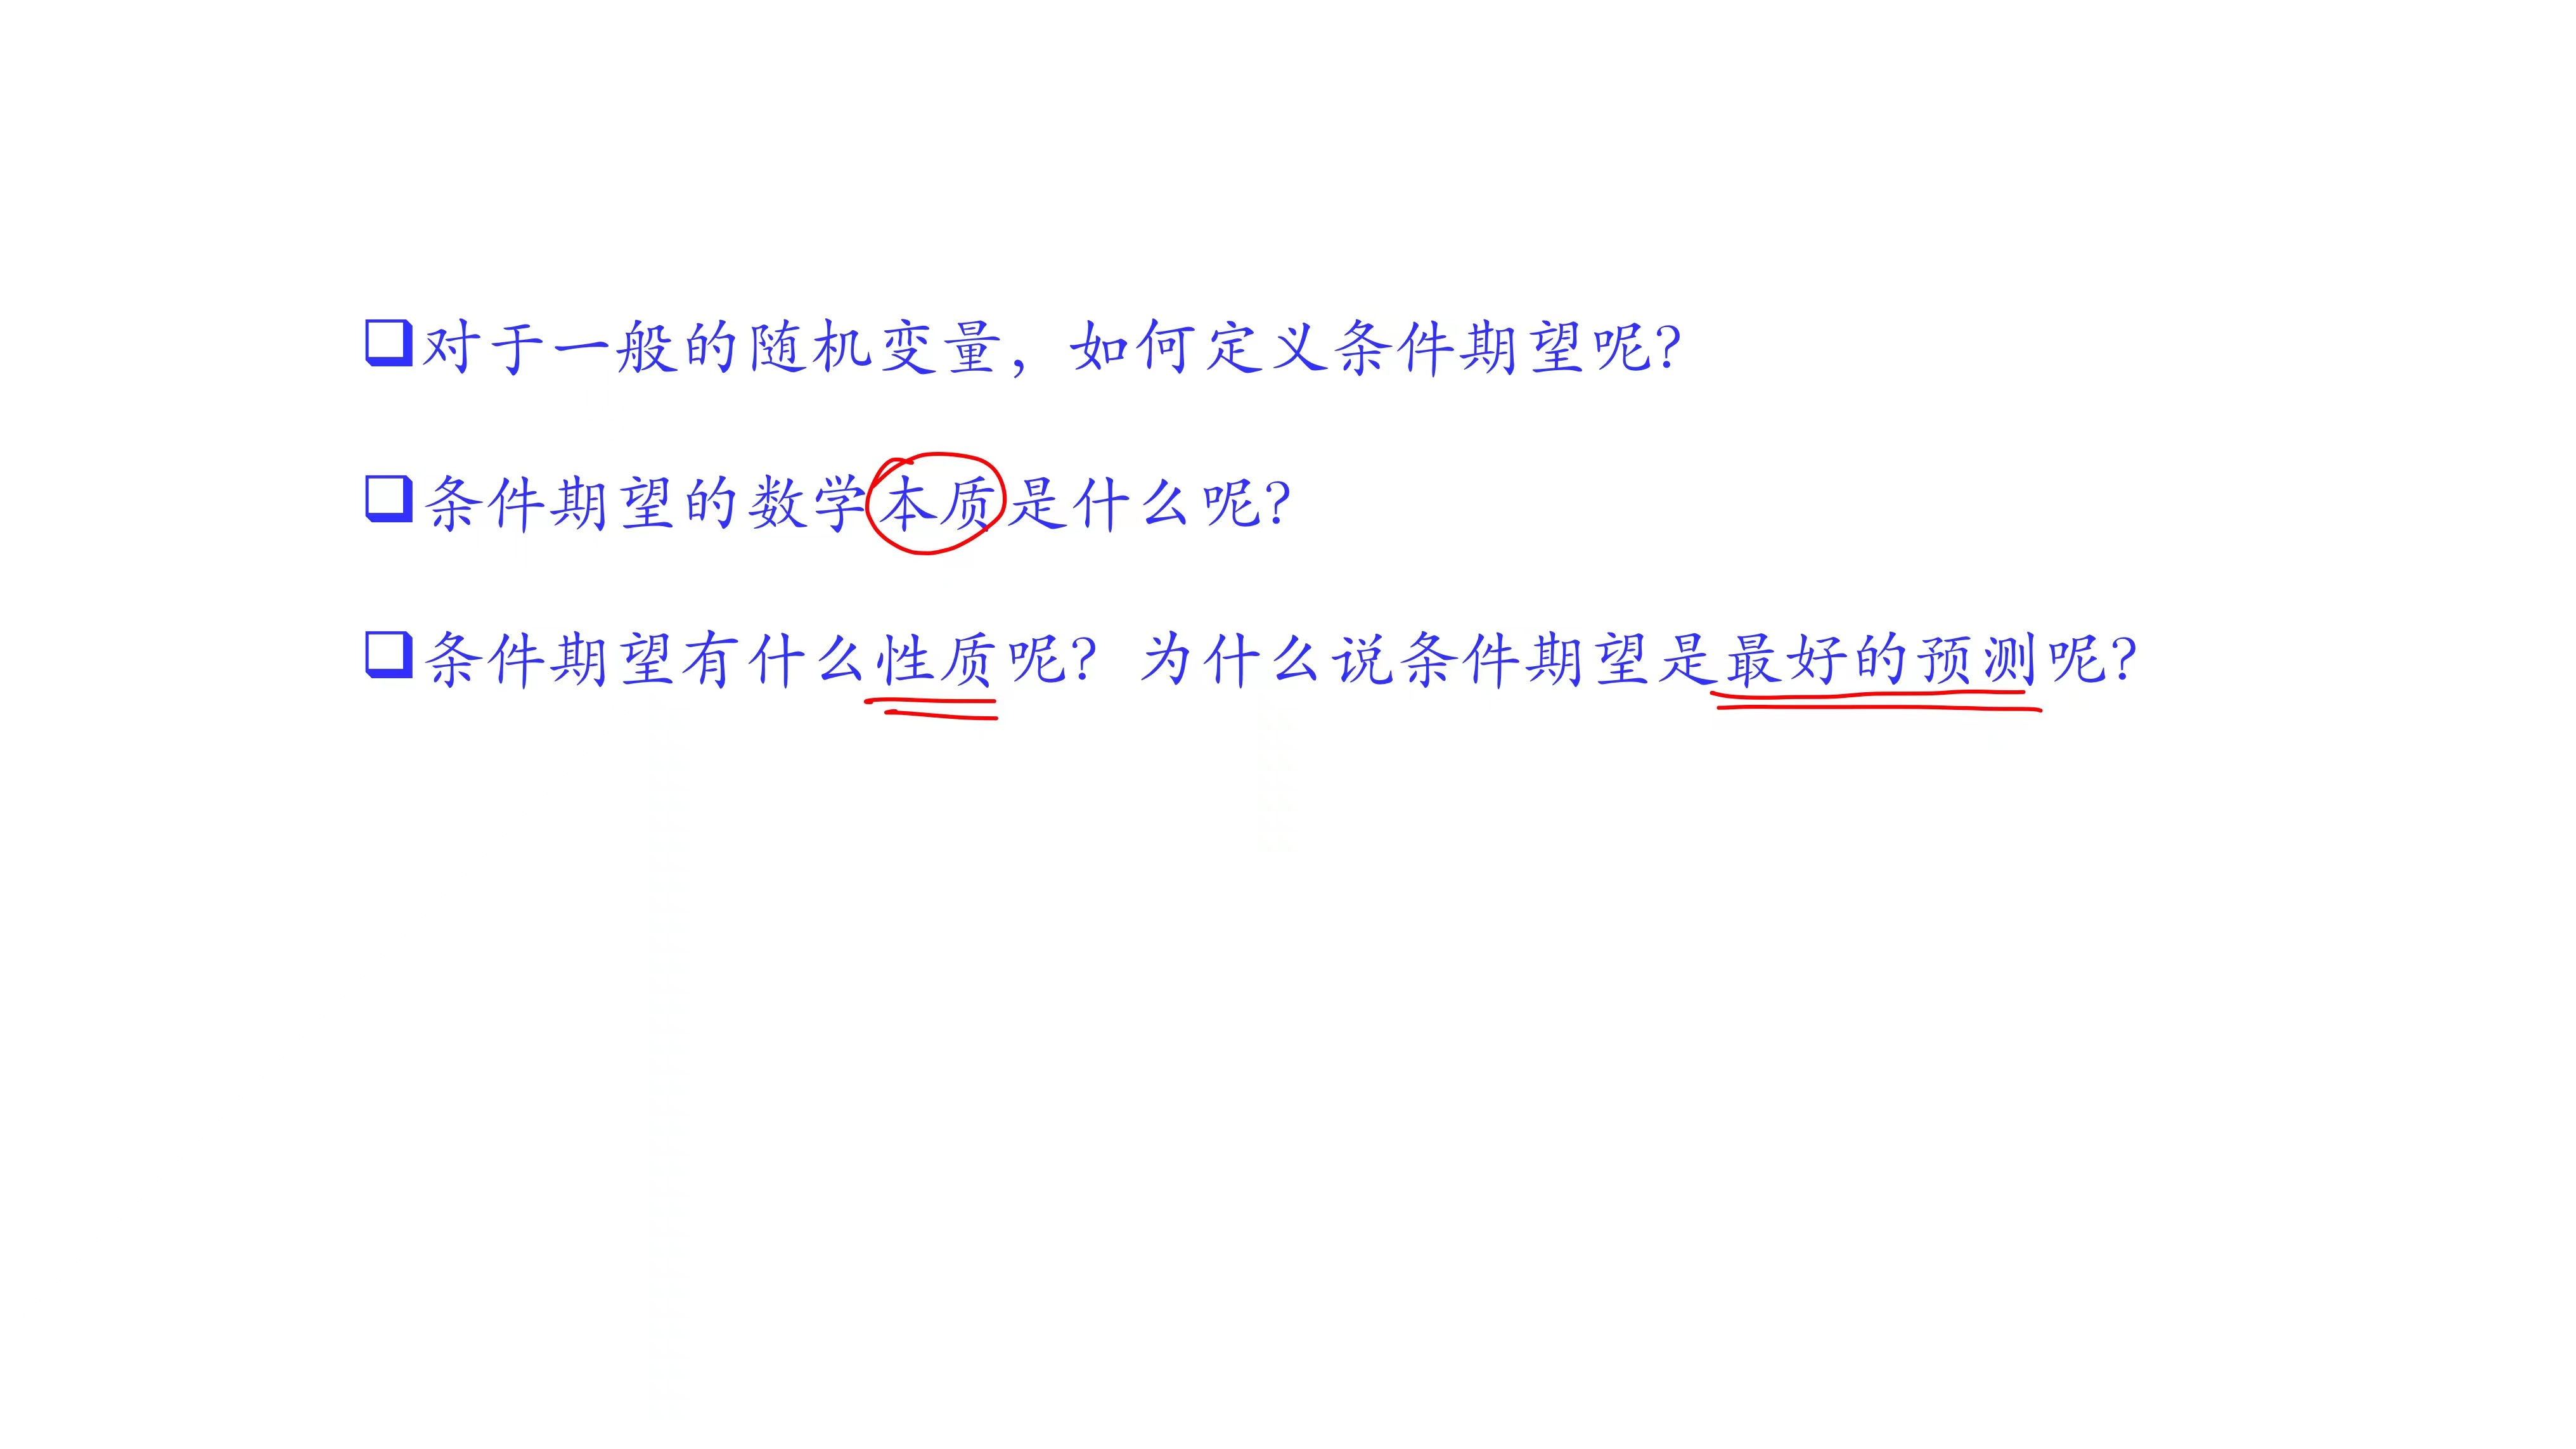 对于一般的随机变量，如何定义条件期望呢？
条件期望的数学本质是什么呢？
条件期望有什么性质呢？为什么说条件期望是最好的预测呢？